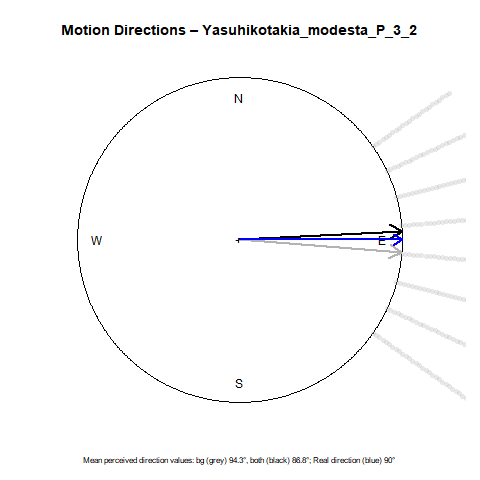 Motion Directions – Yasuhikotakia_modesta_P_3_2
N
W
E
S
Mean perceived direction values: bg (grey) 94.3°, both (black) 86.8°; Real direction (blue) 90°